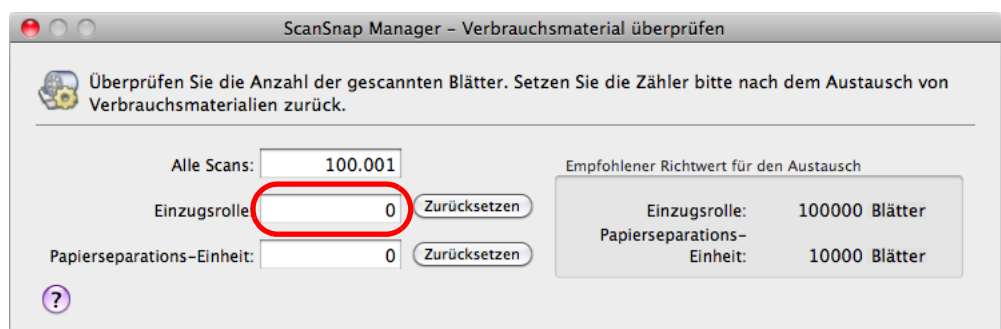 ScanSnap Manager – Verbrauchsmaterial überprüfen
Überprüfen Sie die Anzahl der gescannten Blätter. Setzen Sie die Zähler bitte nach dem Austausch von
Verbrauchsmaterialien zurück.
Alle Scans: 100.001
Empfohlener Richtwert für den Austausch
Einzugsrolle: 0 Zurücksetzen
Einzugsrolle: 100000 Blätter
Papierseparations-Einheit: 0 Zurücksetzen
Papierseparations-
Einheit: 10000 Blätter
?